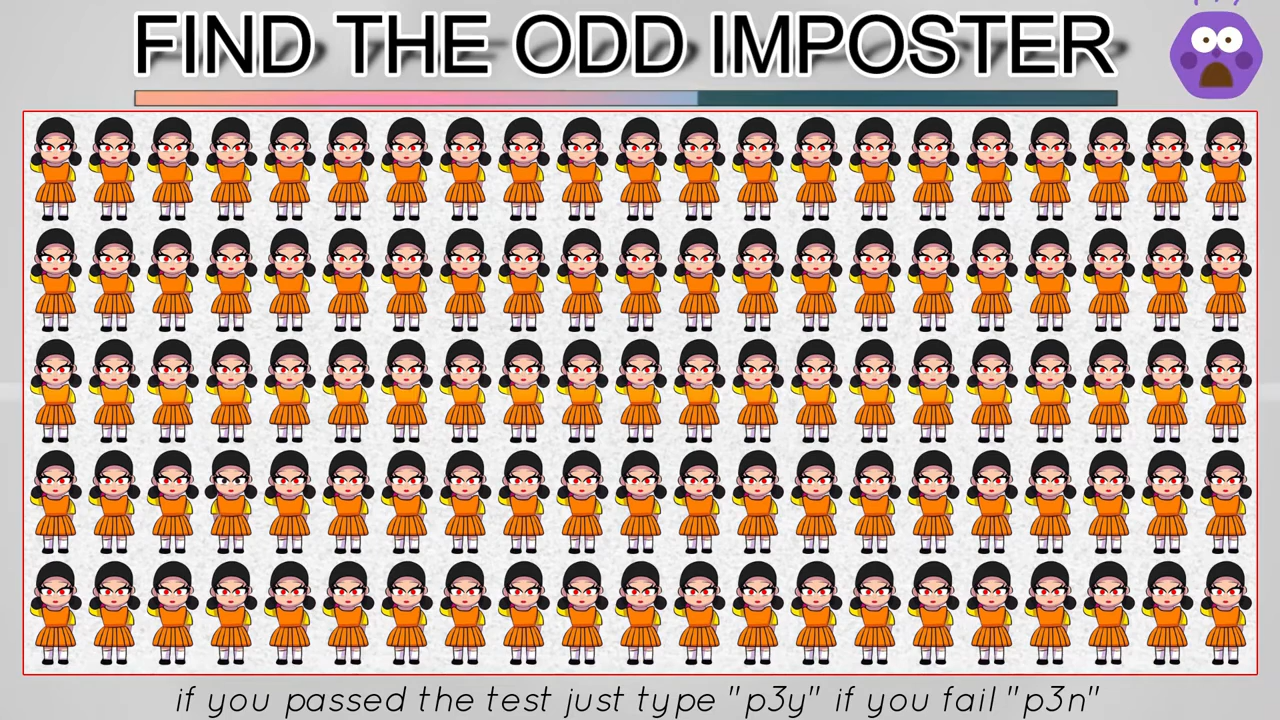 FIND THE ODD IMPOSTER
if you passed the test just type "p3y" if you fail "p3n"